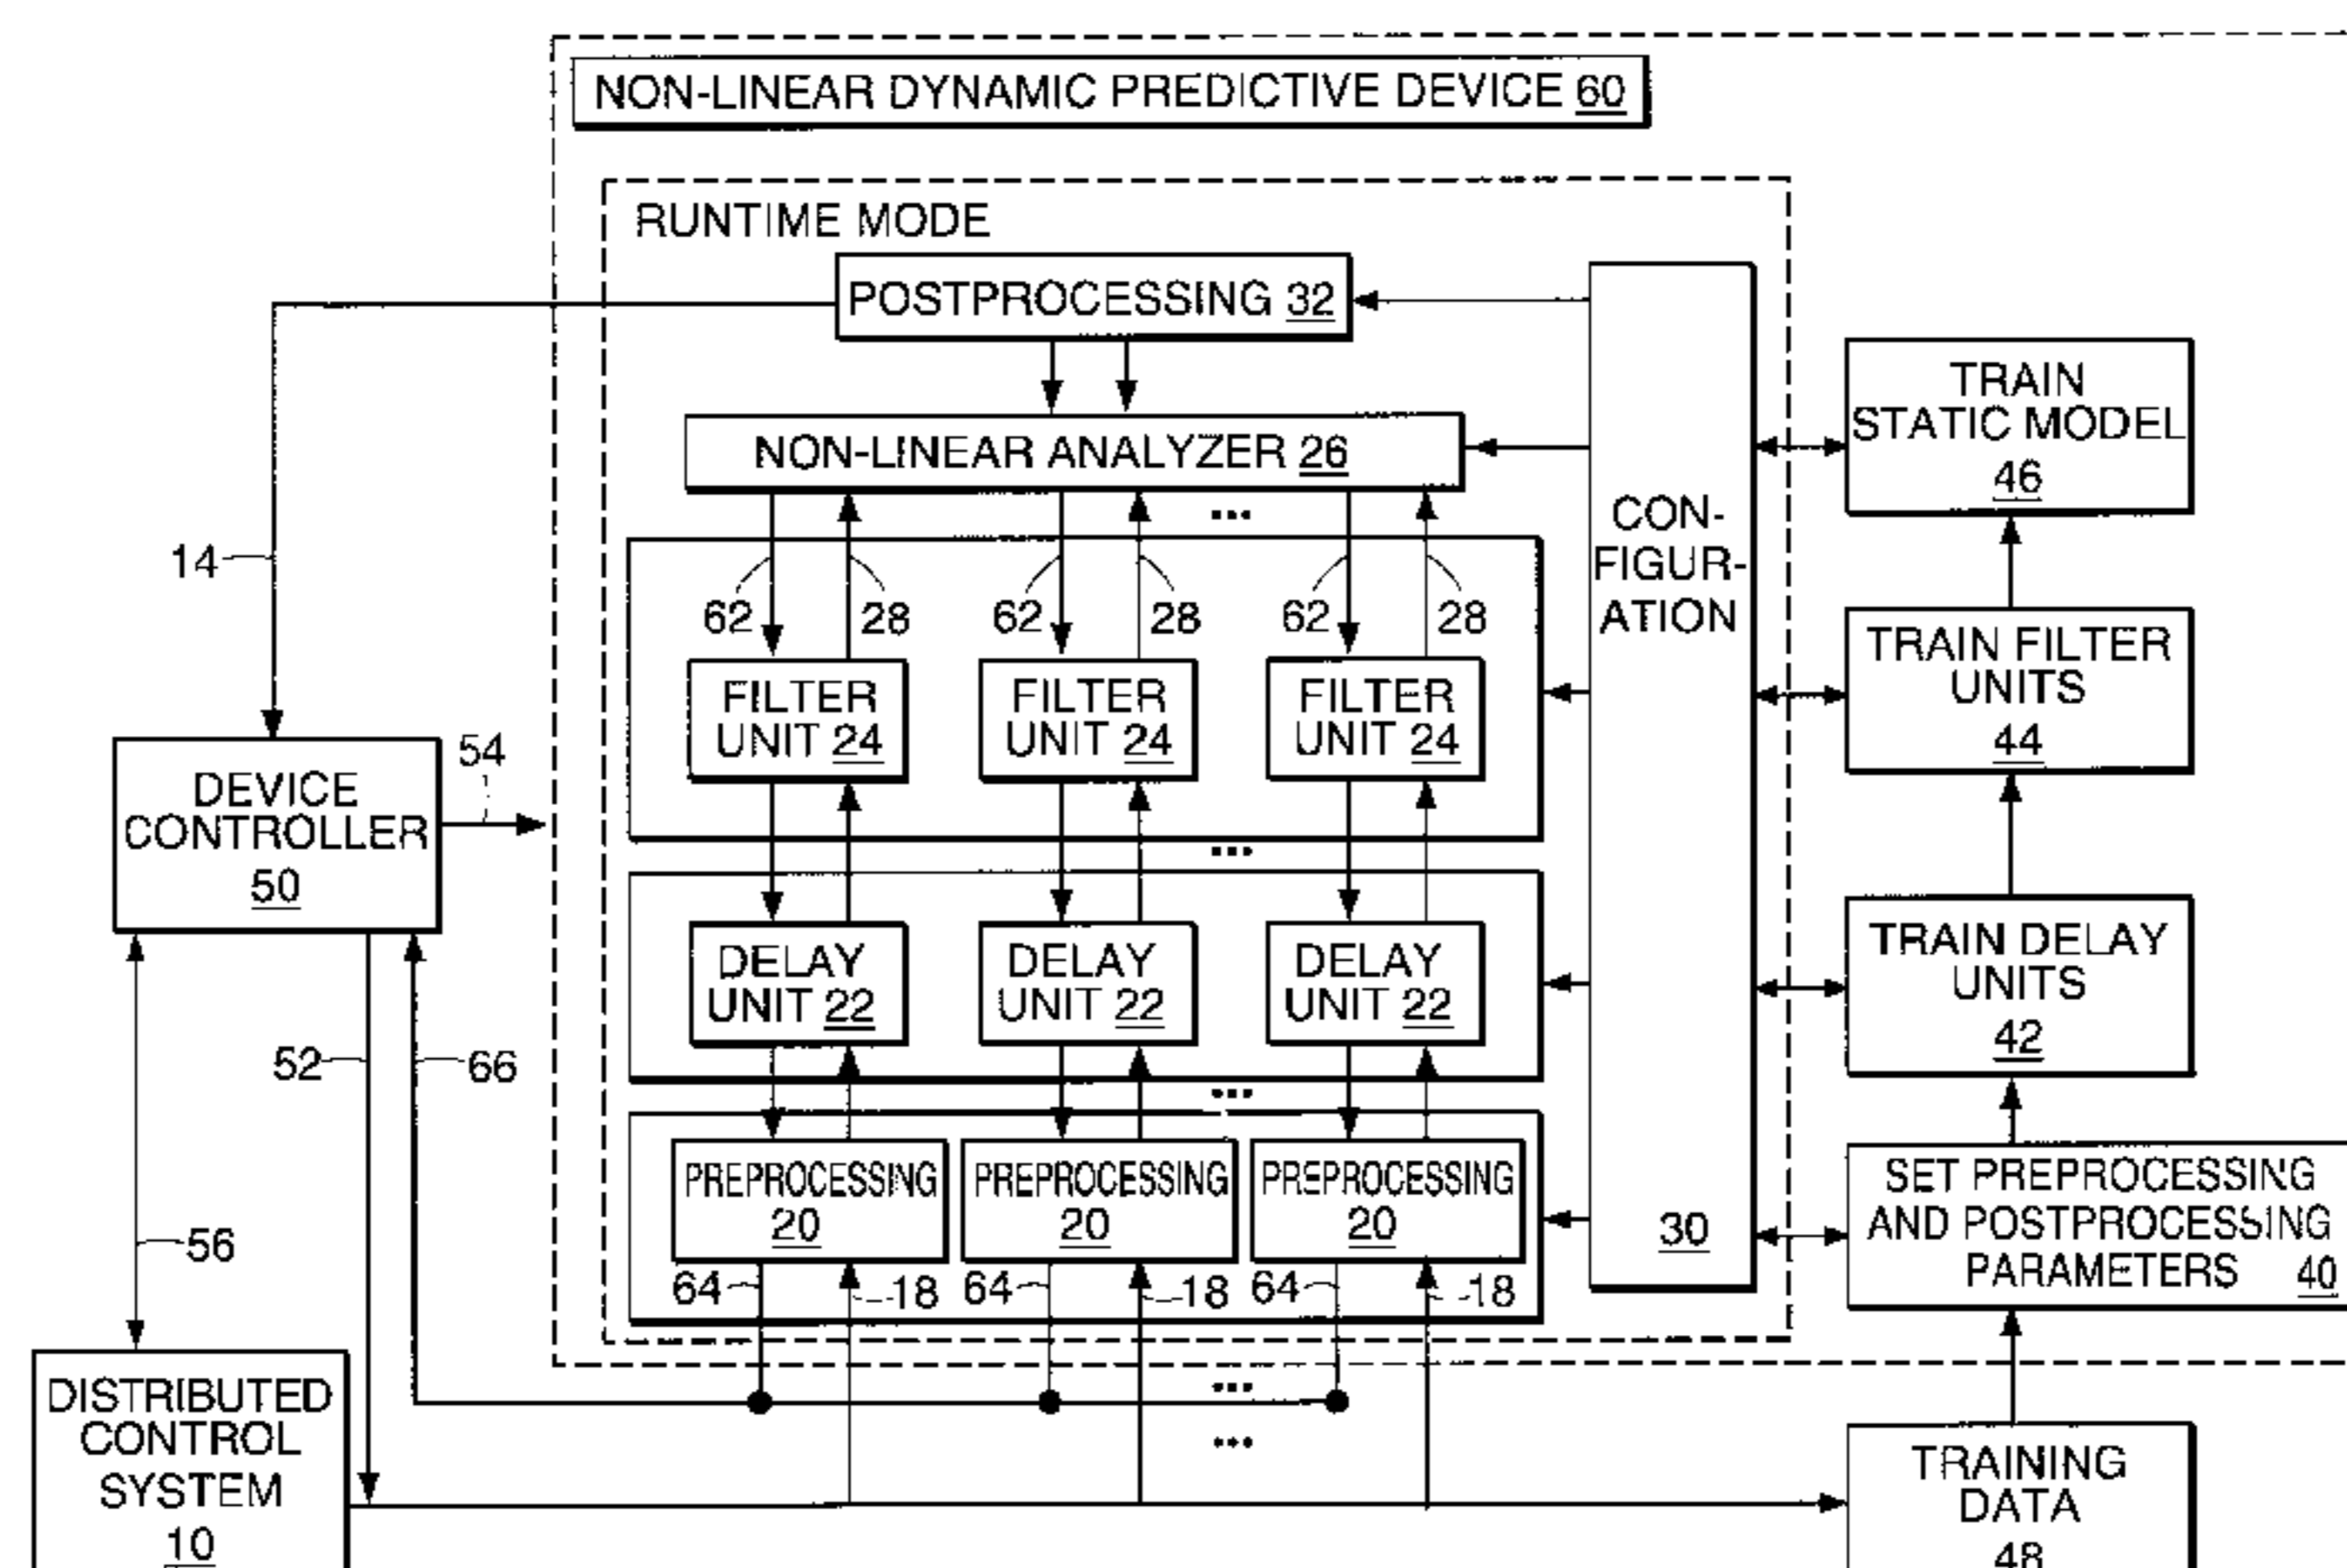 NON-LINEAR DYNAMIC PREDICTIVE DEVICE 60
RUNTIME MODE
POSTPROCESSING 32
NON-LINEAR ANALYZER 26
...
CON-
FIGUR-
ATION
30
TRAIN
STATIC MODEL
46
14
62
28
62
28
62
28
FILTER
UNIT 24
FILTER
UNIT 24
FILTER
UNIT 24
TRAIN FILTER
UNITS
44
DEVICE
CONTROLLER
50
54
...
DELAY
UNIT 22
DELAY
UNIT 22
DELAY
UNIT 22
TRAIN DELAY
UNITS
42
52
66
...
PREPROCESSING
20
PREPROCESSING
20
PREPROCESSING
20
SET PREPROCESSING
AND POSTPROCESSING
PARAMETERS 40
56
64
18
64
18
64
18
...
...
DISTRIBUTED
CONTROL
SYSTEM
10
TRAINING
DATA
48